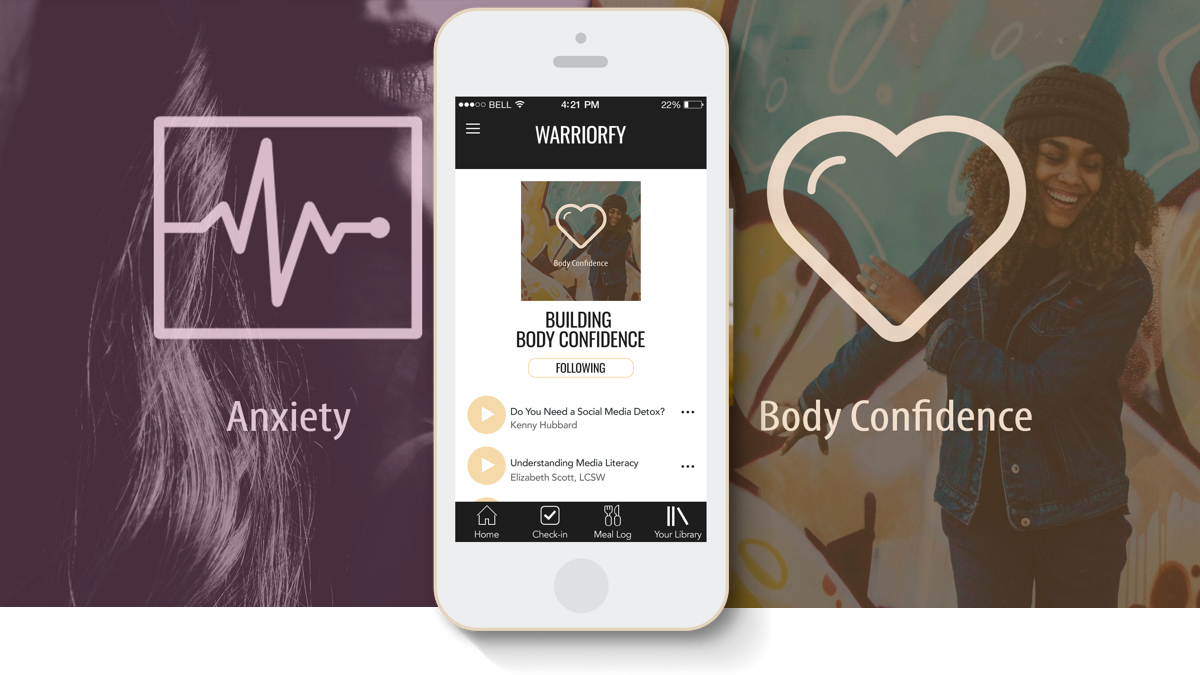 BELL 4:21 PM 22%
WARRIORFY
Body Confidence
BUILDING
BODY CONFIDENCE
FOLLOWING
Do You Need a Social Media Detox?
Kenny Hubbard
Understanding Media Literacy
Elizabeth Scott, LCSW
Home Check-in Meal Log Your Library
Anxiety
Body Confidence